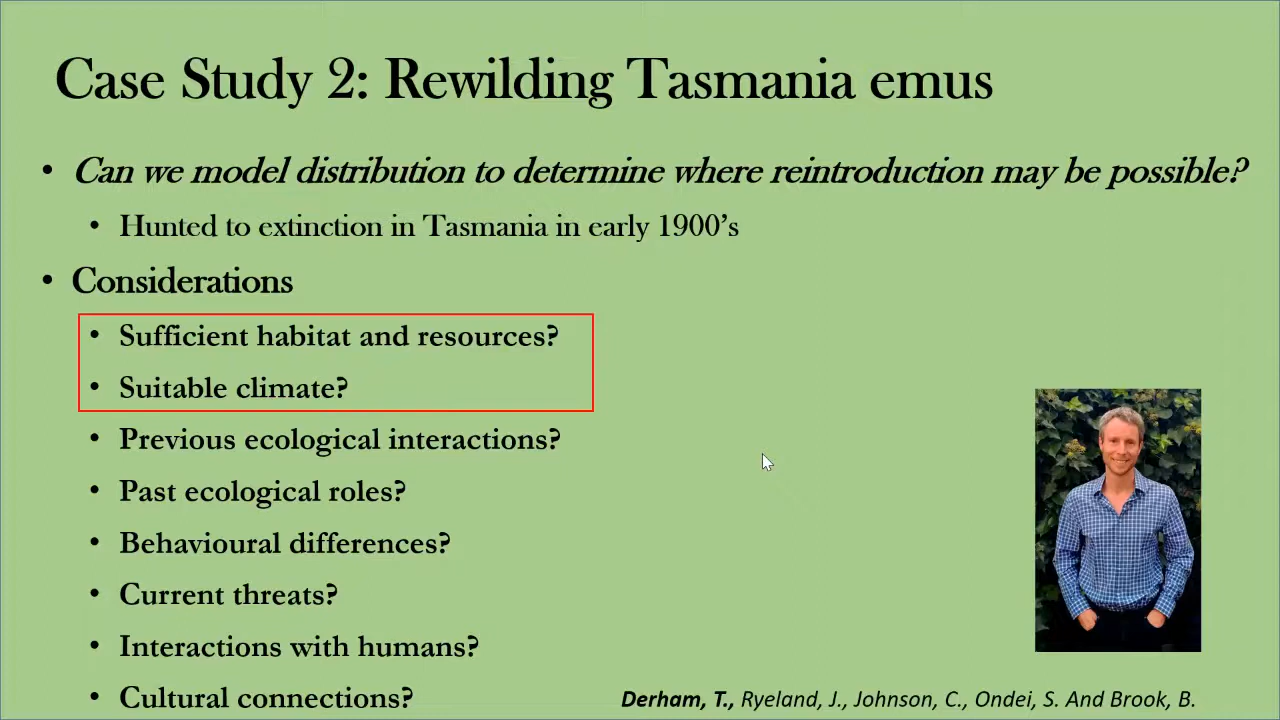 Case Study 2: Rewilding Tasmania emus
• Can we model distribution to determine where reintroduction may be possible?
• Hunted to extinction in Tasmania in early 1900’s
• Considerations
• Sufficient habitat and resources?
• Suitable climate?
• Previous ecological interactions?
• Past ecological roles?
• Behavioural differences?
• Current threats?
• Interactions with humans?
• Cultural connections?
Derham, T., Ryeland, J., Johnson, C., Ondei, S. And Brook, B.